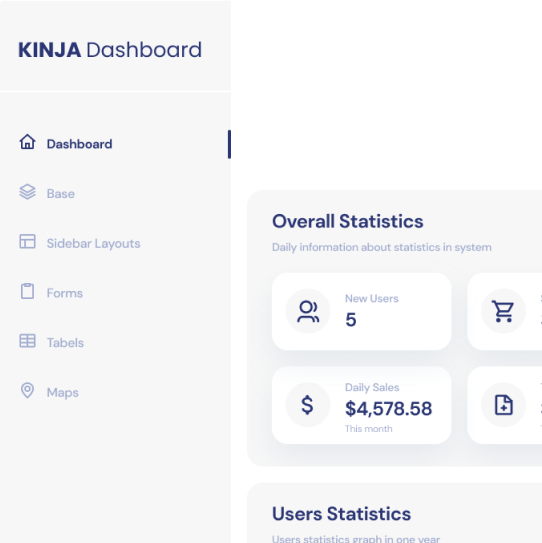 KINJA Dashboard
Dashboard
Base
Sidebar Layouts
Forms
Tabels
Maps
Overall Statistics
Daily information about statistics in system
New Users
5
Daily Sales
$4,578.58
This month
Users Statistics
Users statistics graph in one year